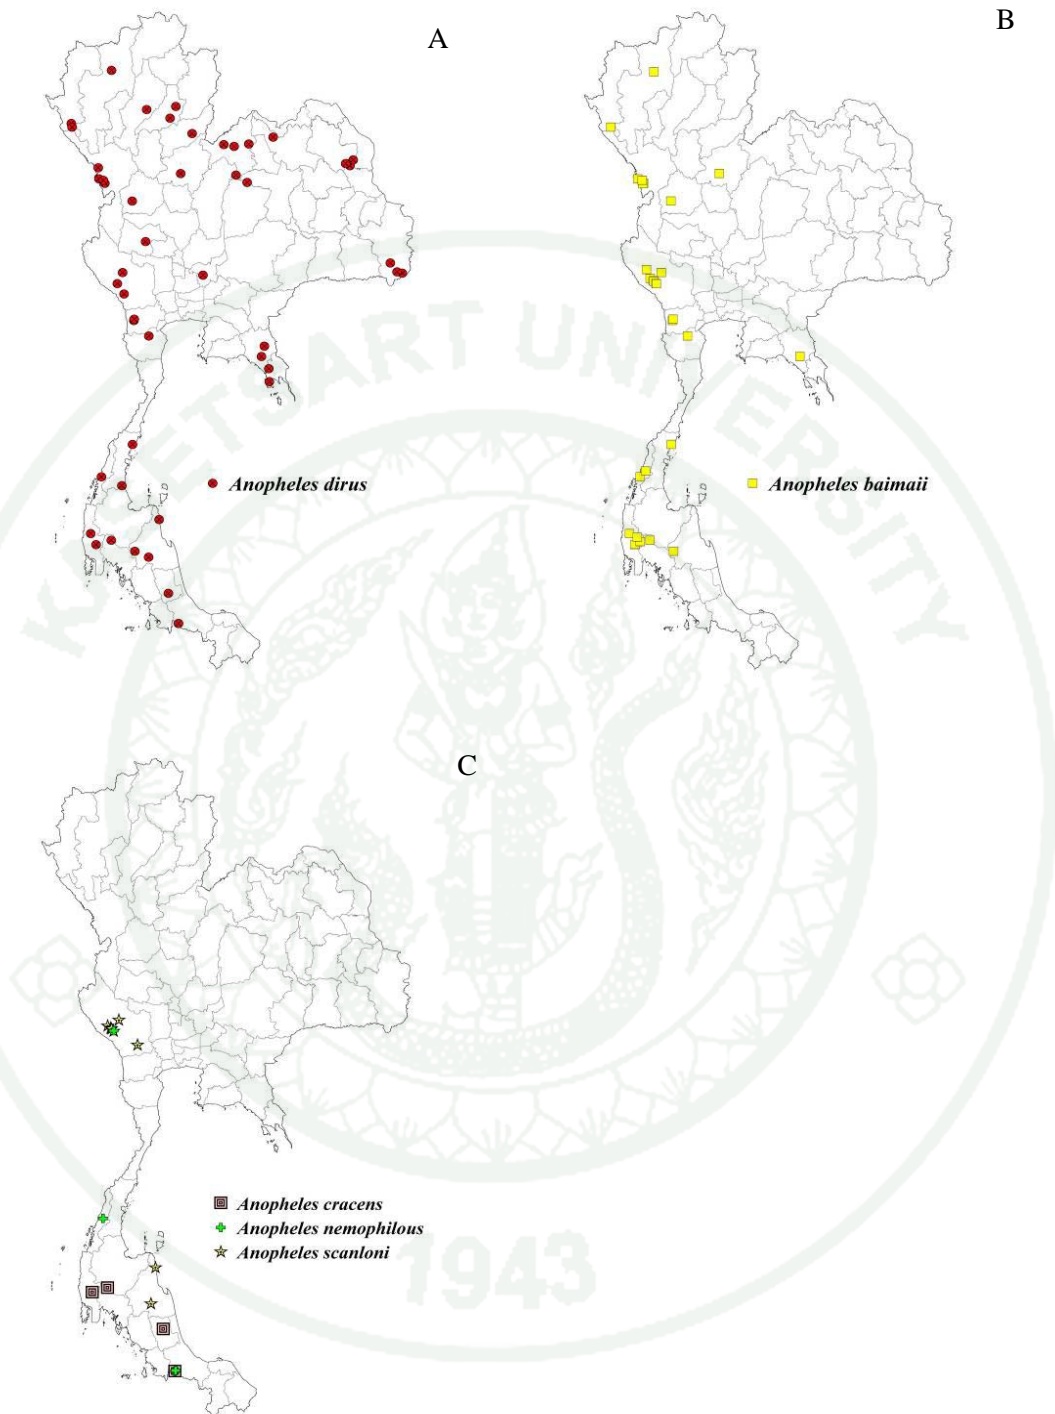 A
B
Anopheles dirus
Anopheles baimaii
C
Anopheles cracens
Anopheles nemophilous
Anopheles scanloni
KASETSART UNIVERSITY
1943